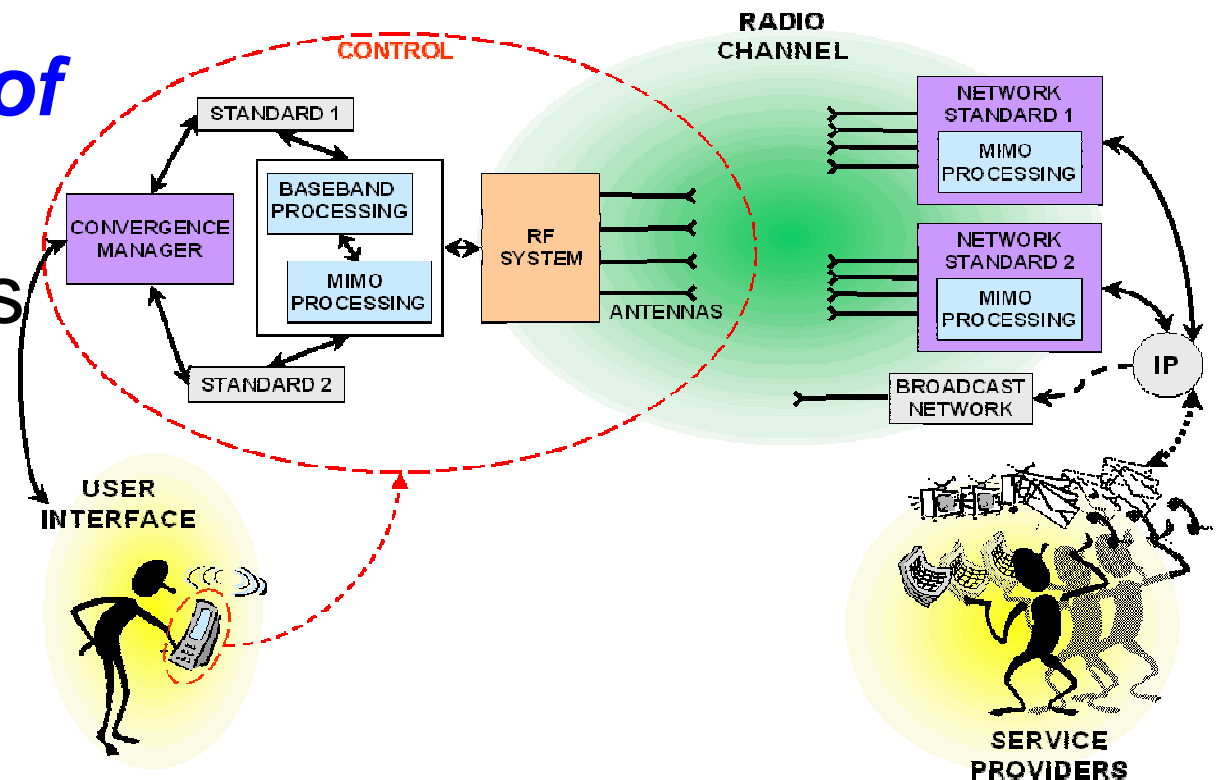 of
s
CONTROL
RADIO
CHANNEL
STANDARD 1
BASEBAND
PROCESSING
MIMO
PROCESSING
CONVERGENCE
MANAGER
STANDARD 2
RF
SYSTEM
ANTENNAS
NETWORK
STANDARD 1
MIMO
PROCESSING
NETWORK
STANDARD 2
MIMO
PROCESSING
IP
BROADCAST
NETWORK
USER
INTERFACE
SERVICE
PROVIDERS